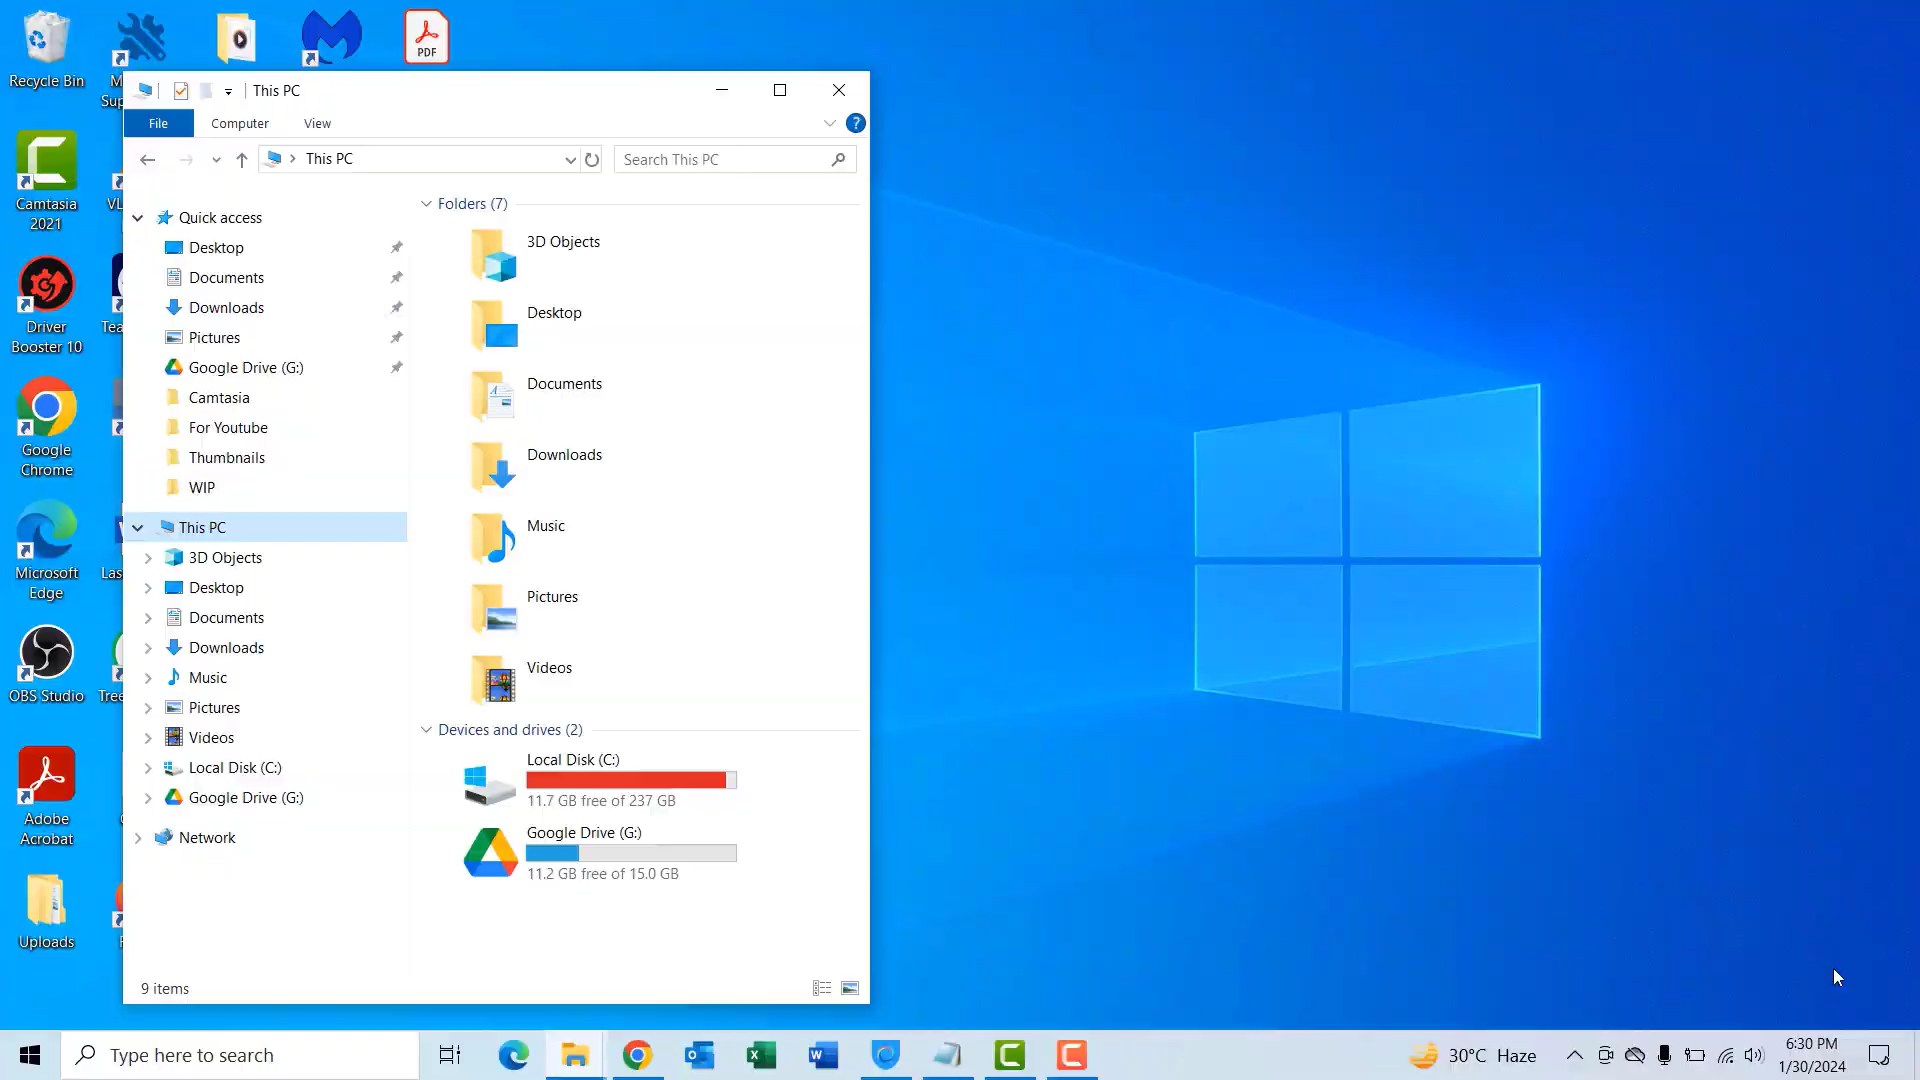 Recycle Bin
M
Sup
PDF
Camtasia
2021
VL
Driver
Booster 10
Tea
Google
Chrome
Microsoft
Edge
Las
OBS Studio
Tree
Adobe
Acrobat
Uploads
This PC
File
Computer
View
?
This PC
Search This PC
Quick access
Desktop
Documents
Downloads
Pictures
Google Drive (G:)
Camtasia
For Youtube
Thumbnails
WIP
This PC
3D Objects
Desktop
Documents
Downloads
Music
Pictures
Videos
Local Disk (C:)
Google Drive (G:)
Network
Folders (7)
3D Objects
Desktop
Documents
Downloads
Music
Pictures
Videos
Devices and drives (2)
Local Disk (C:)
11.7 GB free of 237 GB
Google Drive (G:)
11.2 GB free of 15.0 GB
9 items
Type here to search
30°C Haze
6:30 PM
1/30/2024